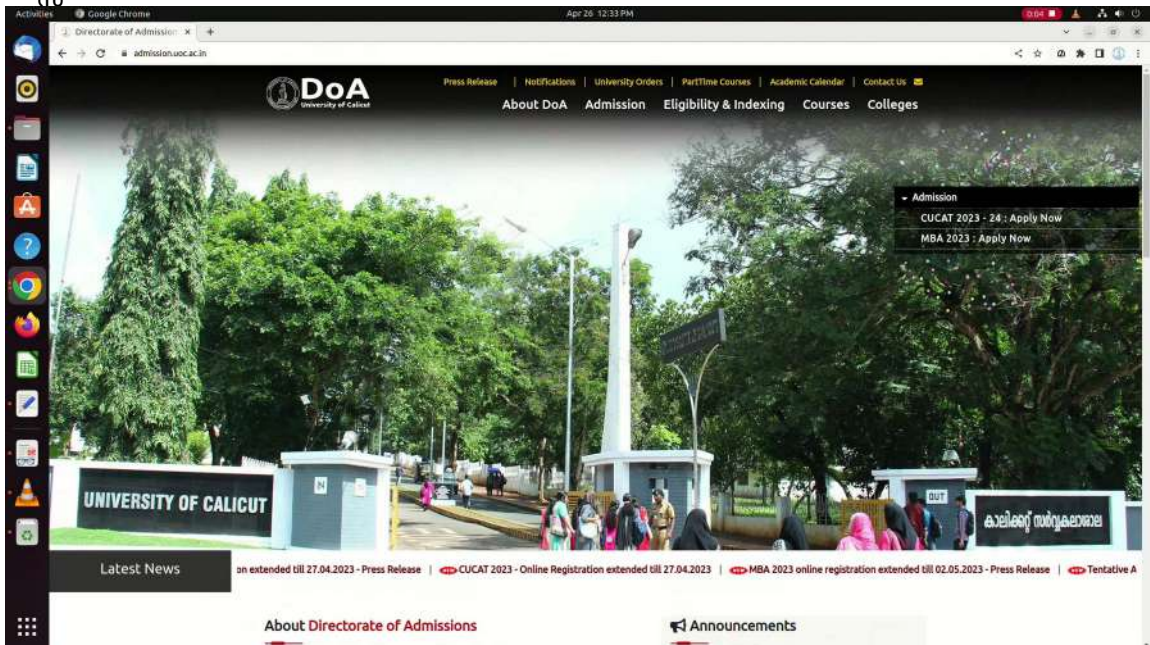 Activities Google Chrome Apr 26 12:33 PM 0:04
Directorate of Admission
admission.uoc.ac.in
DoA
University of Calicut
Press Release | Notifications | University Orders | PartTime Courses | Academic Calendar | Contact Us
About DoA Admission Eligibility & Indexing Courses Colleges
Admission
CUCAT 2023 - 24 : Apply Now
MBA 2023 : Apply Now
UNIVERSITY OF CALICUT
IN
OUT
കാലിക്കറ്റ് സർവ്വകലാശാല
Latest News
on extended till 27.04.2023 - Press Release | CUCAT 2023 - Online Registration extended till 27.04.2023 | MBA 2023 online registration extended till 02.05.2023 - Press Release | Tentative A
About Directorate of Admissions
Announcements